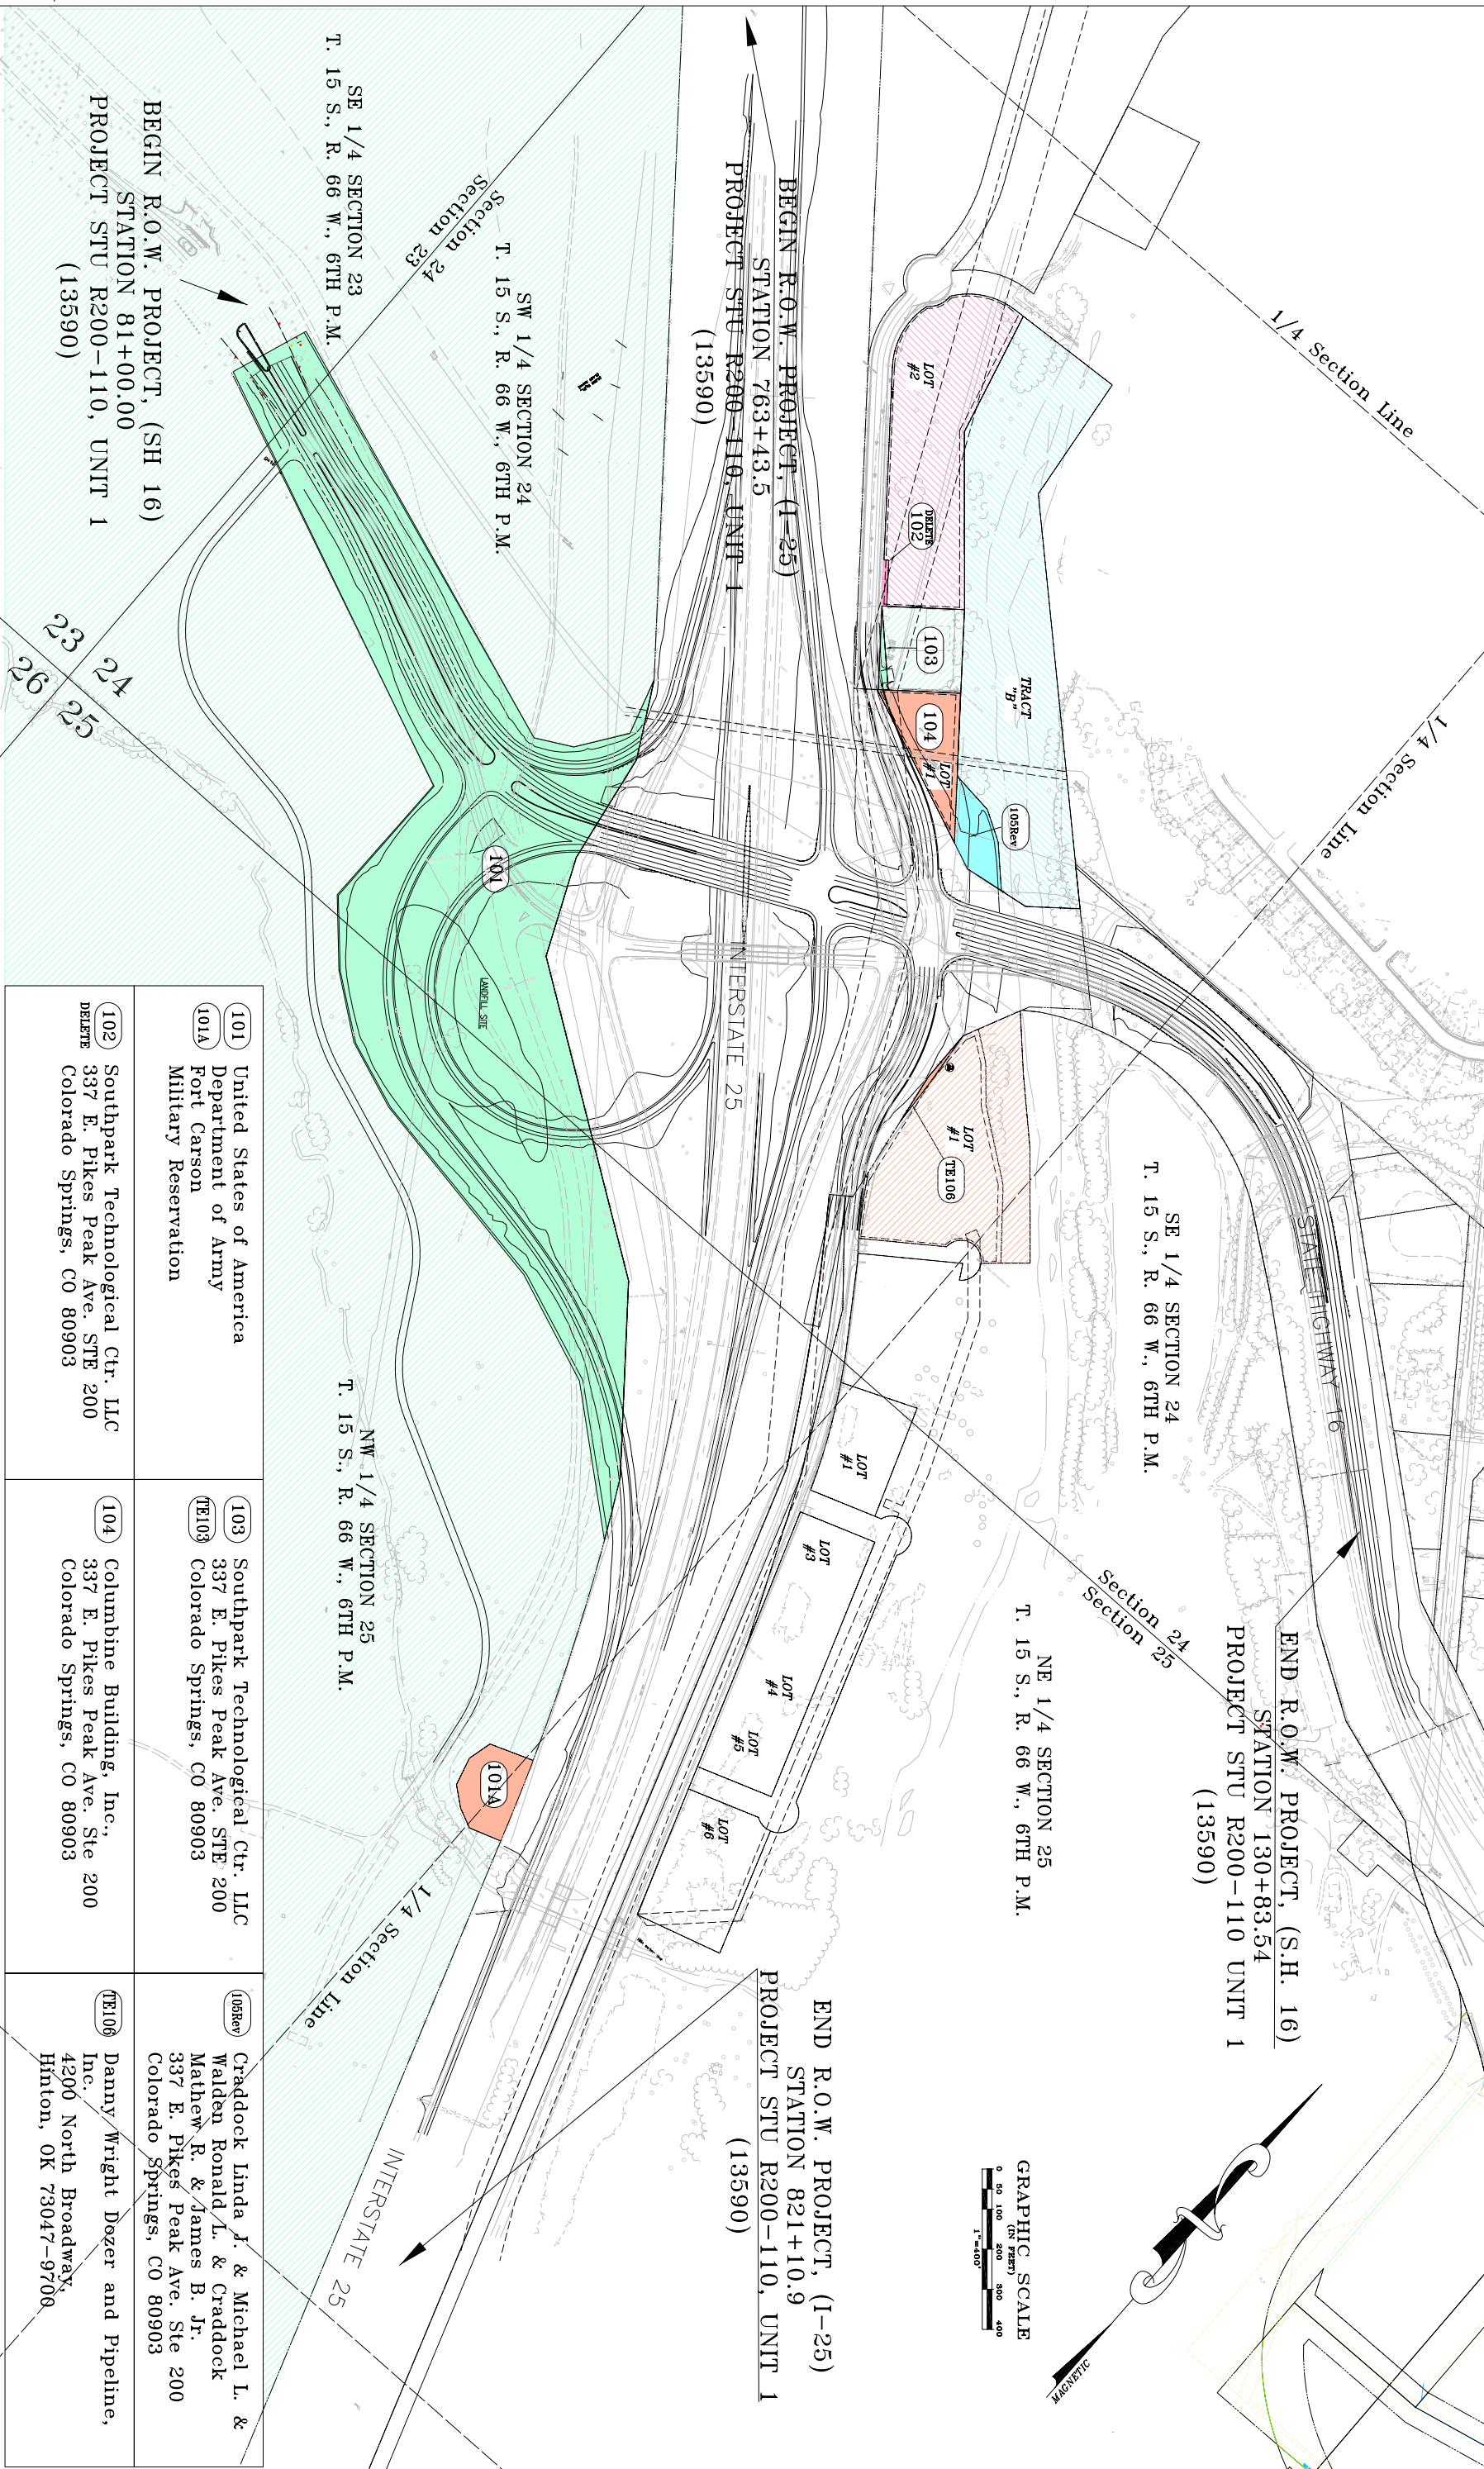 1/4 Section Line
1/4 Section Line
SE 1/4 SECTION 23
T. 15 S., R. 66 W., 6TH P.M.
Section 24
Section 23
SW 1/4 SECTION 24
T. 15 S., R. 66 W., 6TH P.M.
BEGIN R.O.W. PROJECT, (SH 16)
STATION 81+00.00
PROJECT STU R200-110, UNIT 1
(13590)
BEGIN R.O.W. PROJECT, (I-25)
STATION 763+43.5
PROJECT STU R200-110, UNIT 1
(13590)
LOT
#2
DELETE
102
103
104
LOT
#1
TRACT
"B"
105Rev
23
24
26
25
101
LANDFILL SITE
INTERSTATE 25
LOT
#1
TE106
SE 1/4 SECTION 24
T. 15 S., R. 66 W., 6TH P.M.
STATE HIGHWAY 16
NW 1/4 SECTION 25
T. 15 S., R. 66 W., 6TH P.M.
LOT
#1
LOT
#3
LOT
#4
LOT
#5
LOT
#6
Section 24
Section 25
NE 1/4 SECTION 25
T. 15 S., R. 66 W., 6TH P.M.
END R.O.W. PROJECT, (S.H. 16)
STATION 130+83.54
PROJECT STU R200-110 UNIT 1
(13590)
101A
1/4 Section Line
END R.O.W. PROJECT, (I-25)
STATION 821+10.9
PROJECT STU R200-110, UNIT 1
(13590)
INTERSTATE 25
GRAPHIC SCALE
(IN FEET)
0 50 100 200 300 400
1"=400'
MAGNETIC
101 United States of America
101A Department of Army
Fort Carson
Military Reservation
103 Southpark Technological Ctr. LLC
TE103 337 E. Pikes Peak Ave. STE 200
Colorado Springs, CO 80903
105Rev Craddock Linda J. & Michael L. &
Walden Ronald L. & Craddock
Mathew R. & James B. Jr.
337 E. Pikes Peak Ave. Ste 200
Colorado Springs, CO 80903
102 Southpark Technological Ctr. LLC
DELETE 337 E. Pikes Peak Ave. STE 200
Colorado Springs, CO 80903
104 Columbine Building, Inc.,
337 E. Pikes Peak Ave. Ste 200
Colorado Springs, CO 80903
TE106 Danny Wright Dozer and Pipeline,
Inc.
4200 North Broadway,
Hinton, OK 73047-9700